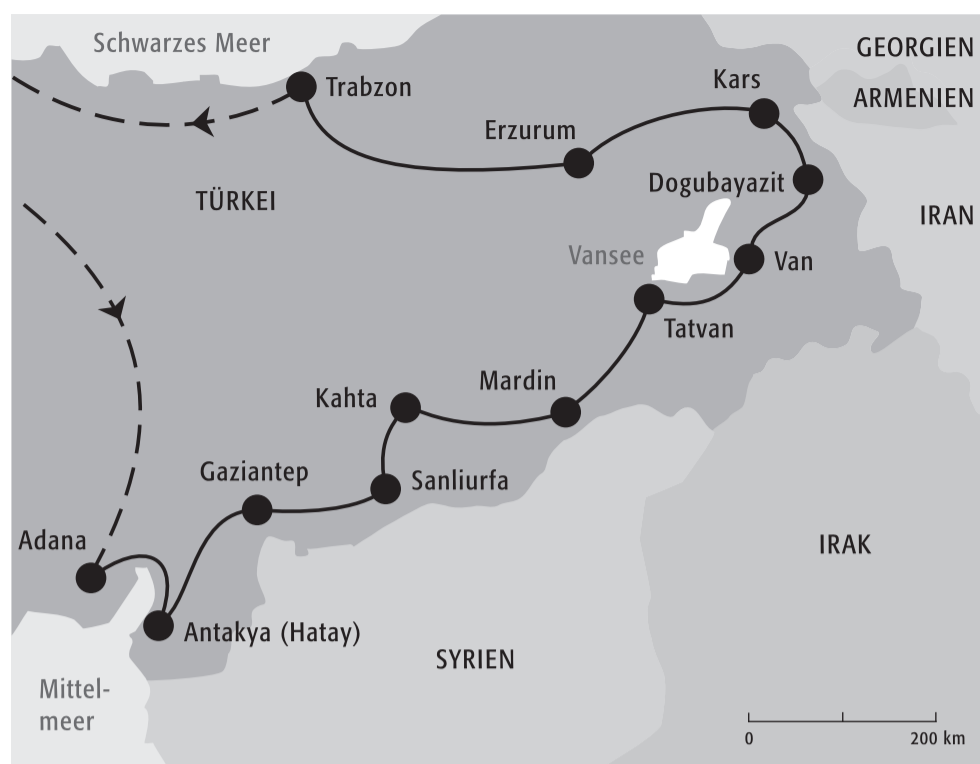 Schwarzes Meer
GEORGIEN
Kars
Trabzon
ARMENIEN
Erzurum
Dogubayazit
TÜRKEI
IRAN
Vansee
Van
Tatvan
Mardin
Kahta
Gaziantep
Sanliurfa
Adana
IRAK
Antakya (Hatay)
SYRIEN
Mittel-
meer
0
200 km